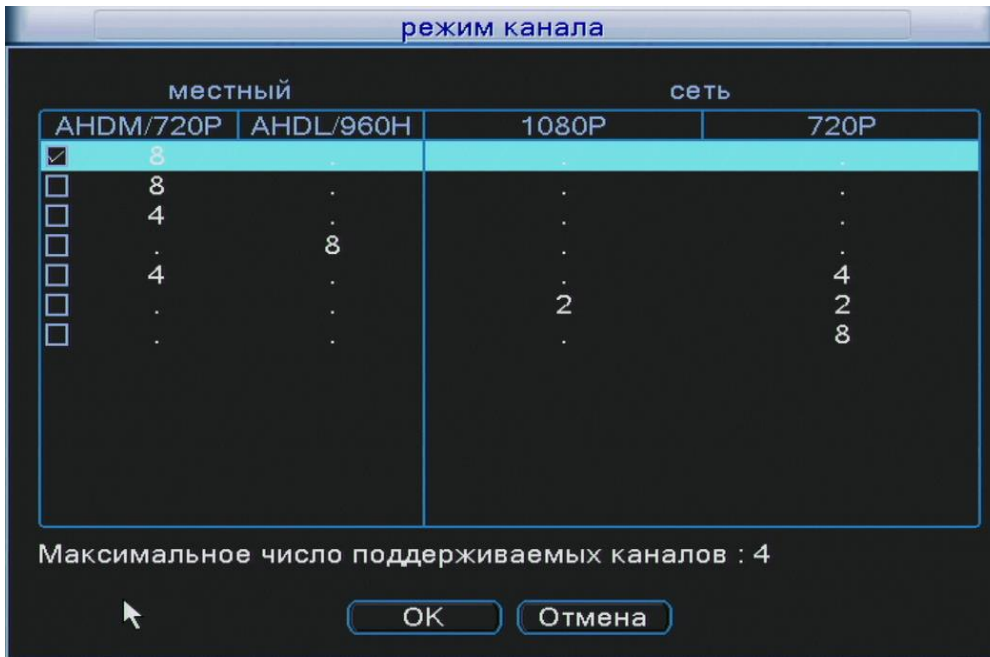 режим канала
местный сеть
AHDM/720P AHDL/960H 1080P 720P
8 . . .
8 . . .
4 . . .
. 8 . .
4 . . 4
. . 2 2
. . . 8
Максимальное число поддерживаемых каналов : 4
OK Отмена